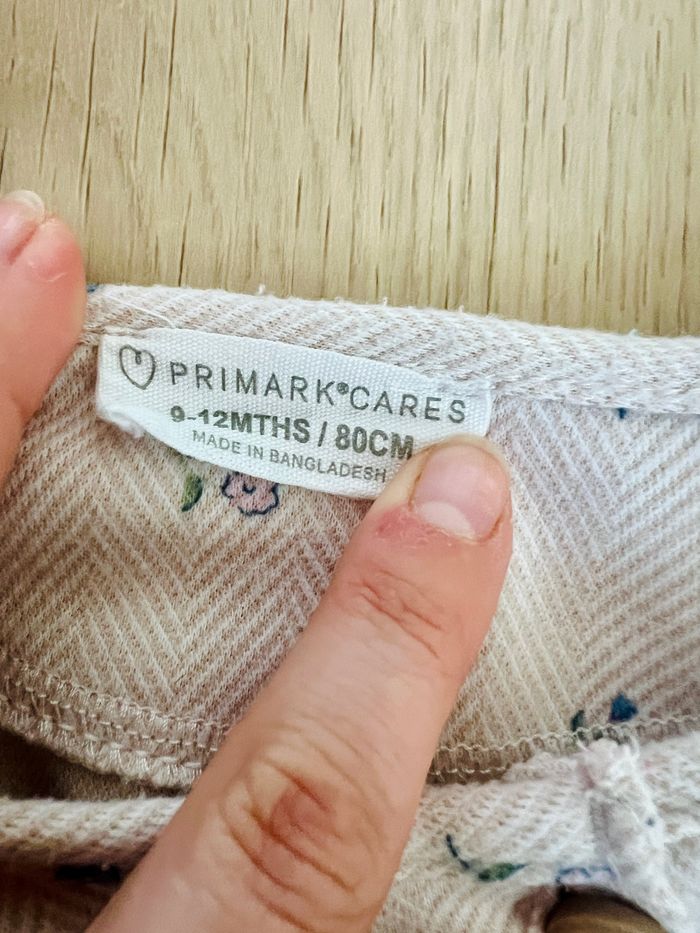 PRIMARK®CARES
9-12MTHS / 80CM
MADE IN BANGLADESH